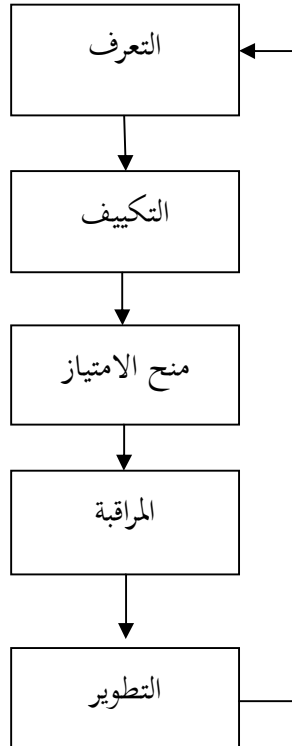 التعرف
التكييف
منح الامتياز
المراقبة
التطوير